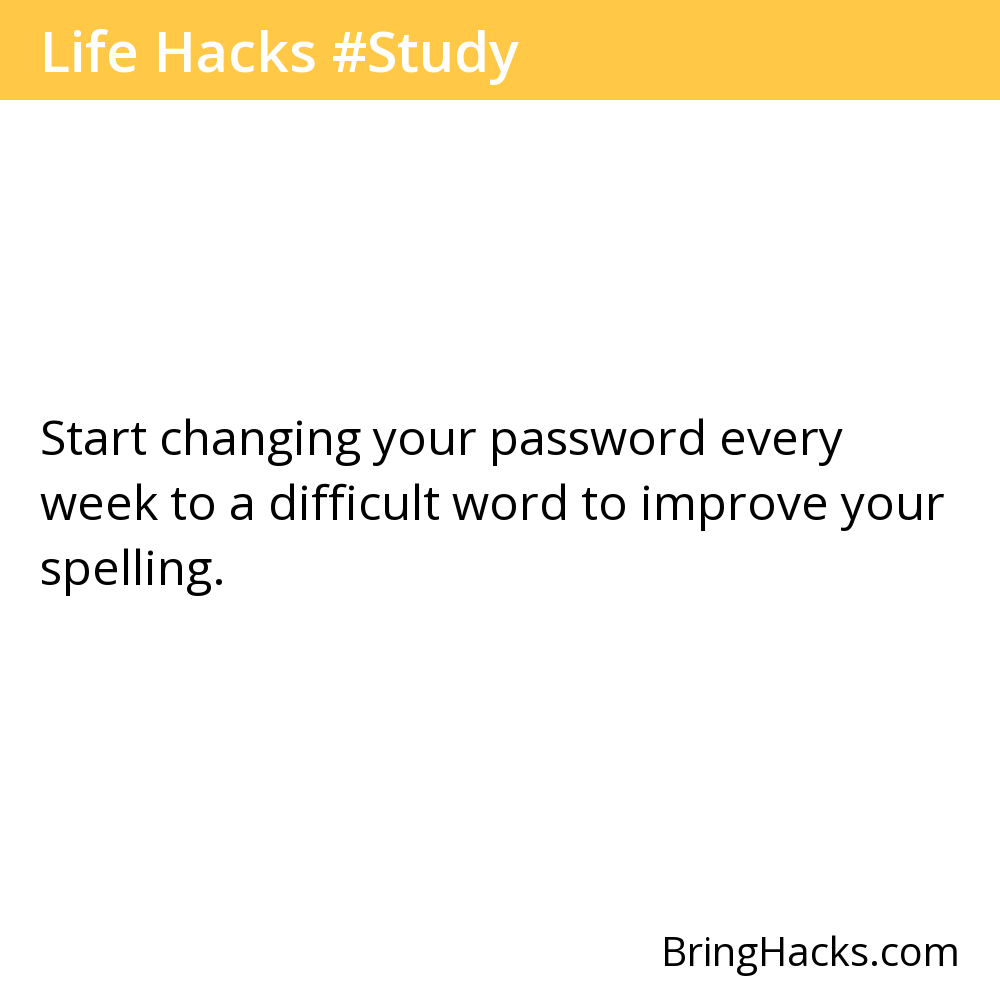 Life Hacks #Study
Start changing your password every
week to a difficult word to improve your
spelling.
BringHacks.com